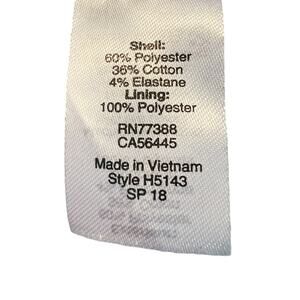 Shell:
60% Polyester
36% Cotton
4% Elastane
Lining:
100% Polyester
RN77388
CA56445
Made in Vietnam
Style H5143
SP 18